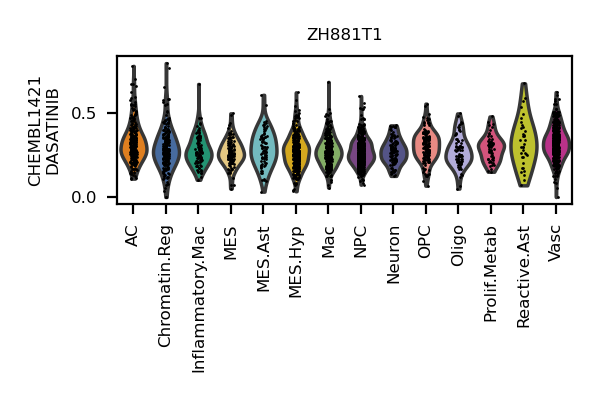 ZH881T1
CHEMBL1421
DASATINIB
0.5
0.0
AC
Chromatin.Reg
Inflammatory.Mac
MES
MES.Ast
MES.Hyp
Mac
NPC
Neuron
OPC
Oligo
Prolif.Metab
Reactive.Ast
Vasc